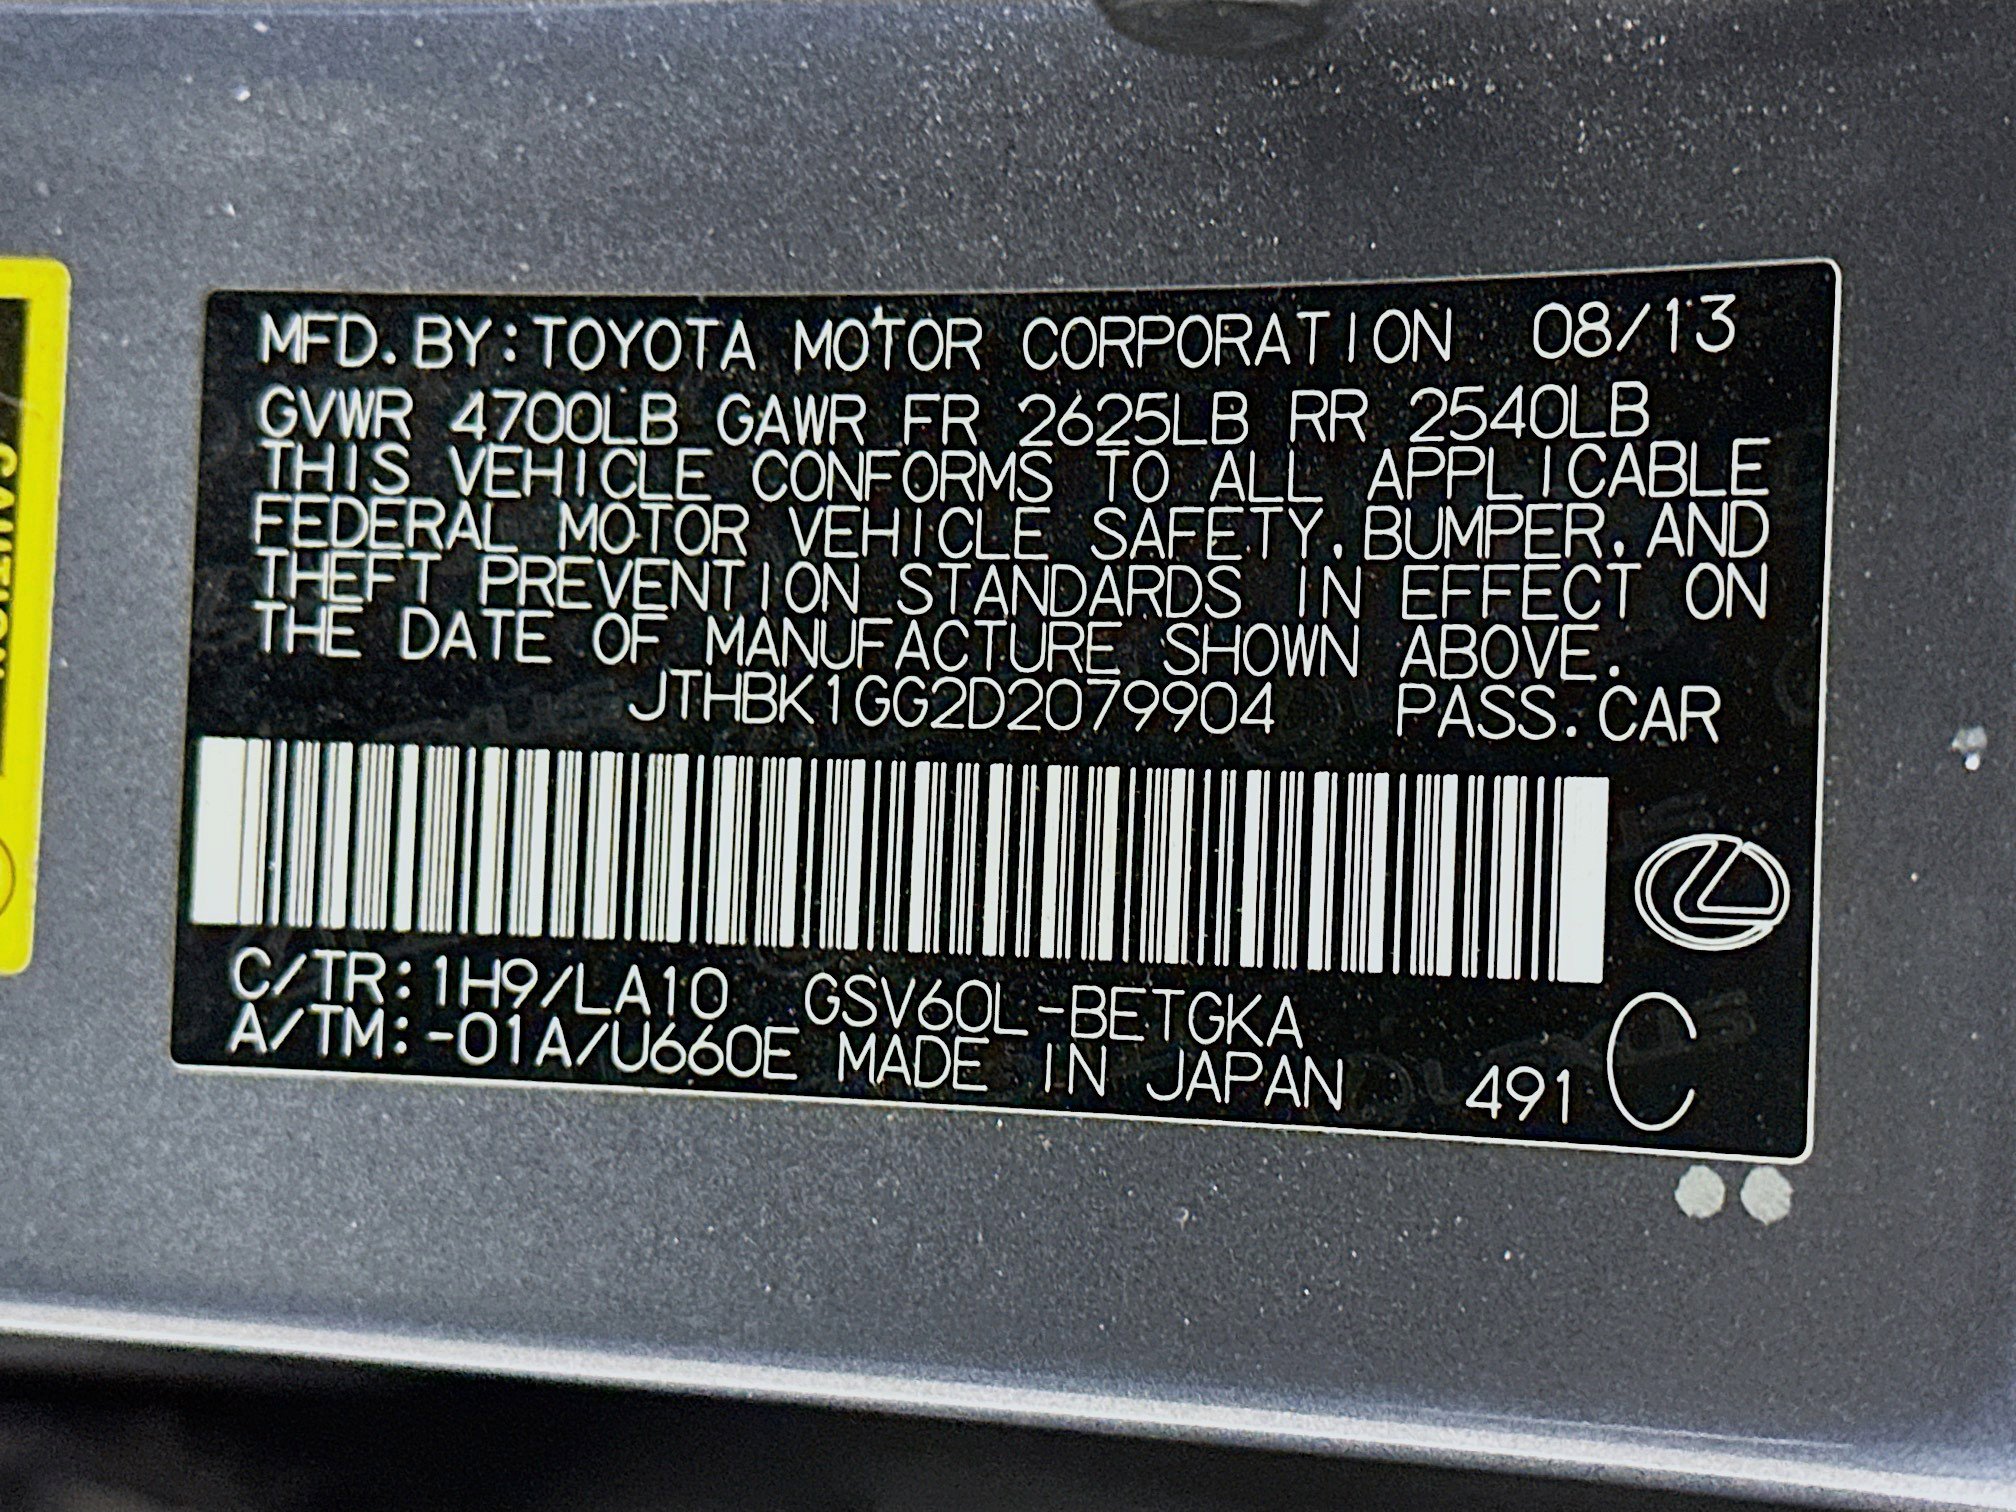 MFD. BY: TOYOTA MOTOR CORPORATION 08/13
GVWR 4700LB GAWR FR 2625LB RR 2540LB
THIS VEHICLE CONFORMS TO ALL APPLICABLE
FEDERAL MOTOR VEHICLE SAFETY, BUMPER, AND
THEFT PREVENTION STANDARDS IN EFFECT ON
THE DATE OF MANUFACTURE SHOWN ABOVE.
JTHBK1GG2D2079904 PASS. CAR
C/TR: 1H9/LA10 GSV60L-BETGKA
A/TM: -01A/U660E MADE IN JAPAN 491 C